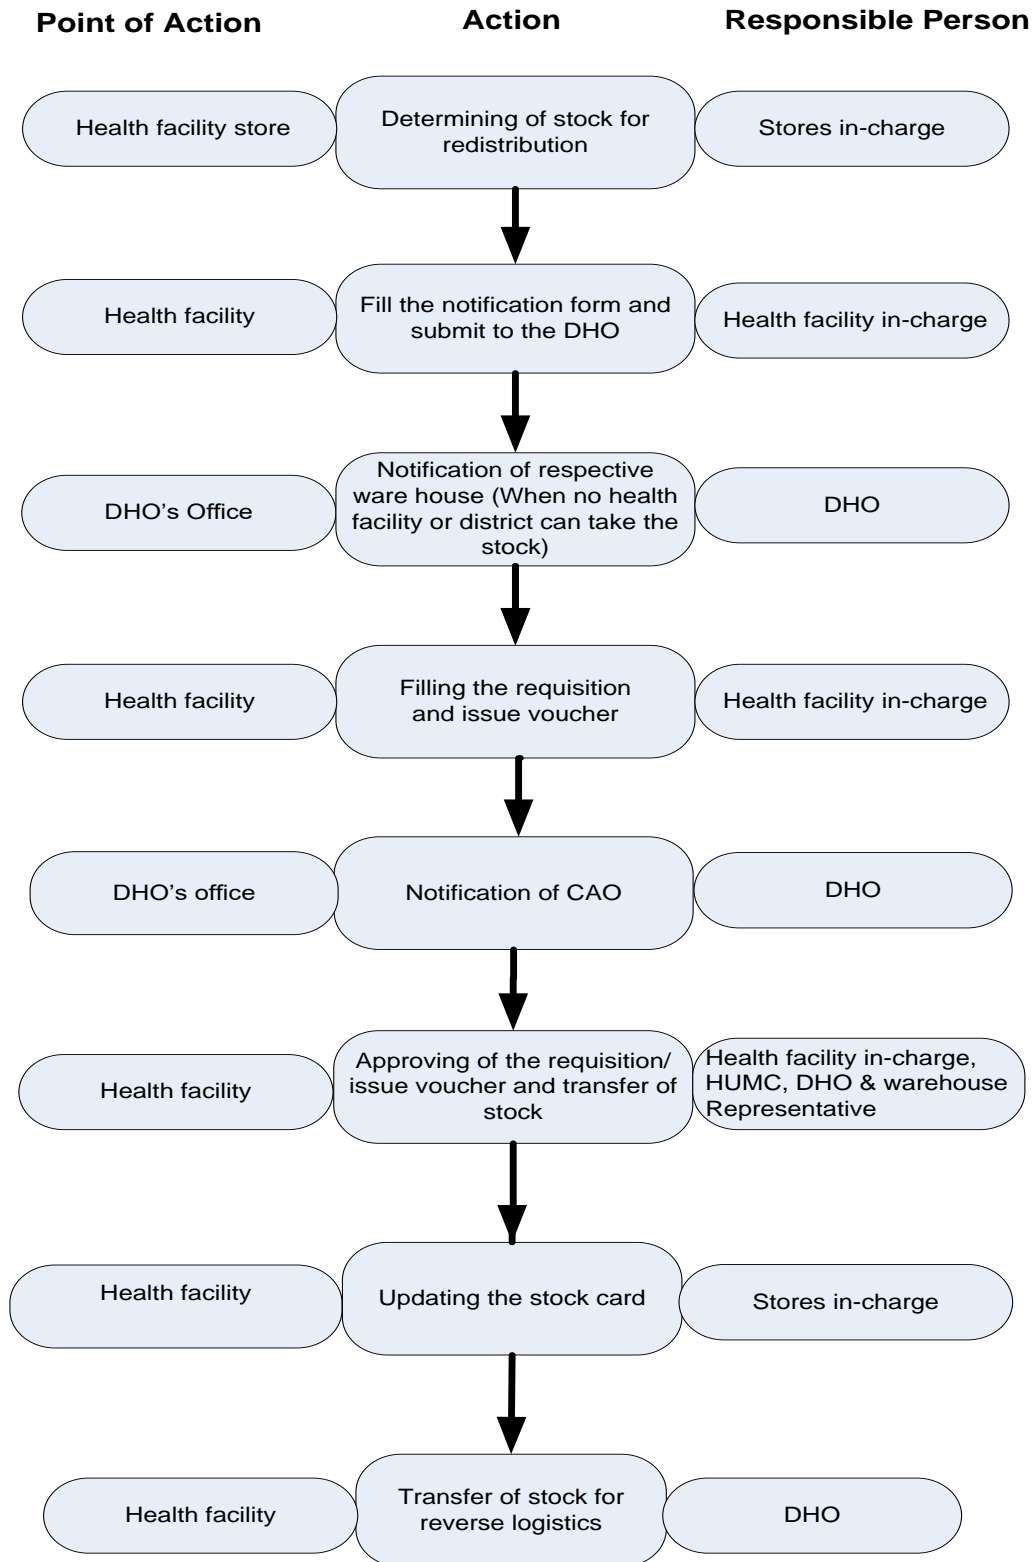 Point of Action
Action
Responsible Person
Health facility store
Determining of stock for
redistribution
Stores in-charge
Health facility
Fill the notification form and
submit to the DHO
Health facility in-charge
DHO’s Office
Notification of respective
ware house (When no health
facility or district can take the
stock)
DHO
Health facility
Filling the requisition
and issue voucher
Health facility in-charge
DHO’s office
Notification of CAO
DHO
Health facility
Approving of the requisition/
issue voucher and transfer of
stock
Health facility in-charge,
HUMC, DHO & warehouse
Representative
Health facility
Updating the stock card
Stores in-charge
Health facility
Transfer of stock for
reverse logistics
DHO